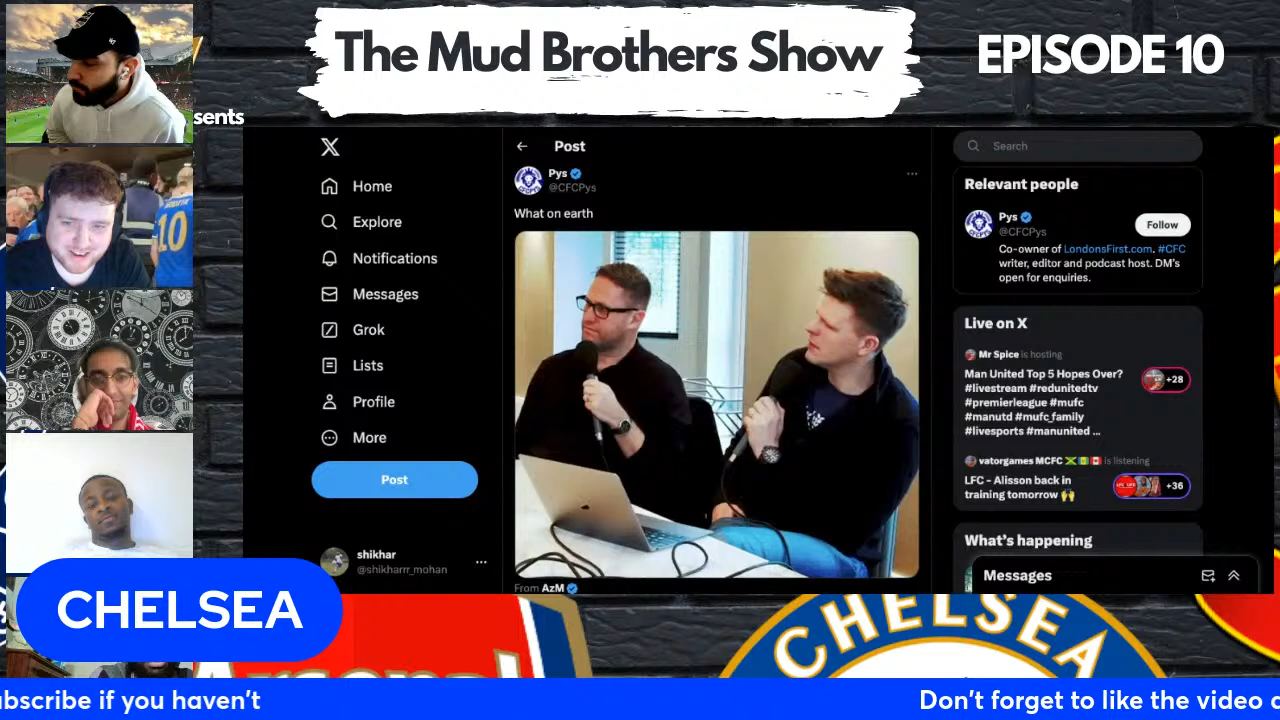 The Mud Brothers Show
EPISODE 10
sents
10
X
Home
Explore
Notifications
Messages
Grok
Lists
Profile
More
Post
shikhar
@shikharrr_mohan
Post
Pys
@CFCPys
What on earth
From AzM
Search
Relevant people
Pys
@CFCPys
Follow
Co-owner of LondonsFirst.com. #CFC
writer, editor and podcast host. DM's
open for enquiries.
Live on X
Mr Spice is hosting
Man United Top 5 Hopes Over?
#livestream #redunitedtv
#premierleague #mufc
#manutd #mufc_family
#livesports #manunited ...
+28
vatorgames MCFC is listening
LFC - Alisson back in
training tomorrow 🙌
+36
What's happening
Messages
CHELSEA
Arsenal
CHELSEA
ubscribe if you haven't
Don't forget to like the video